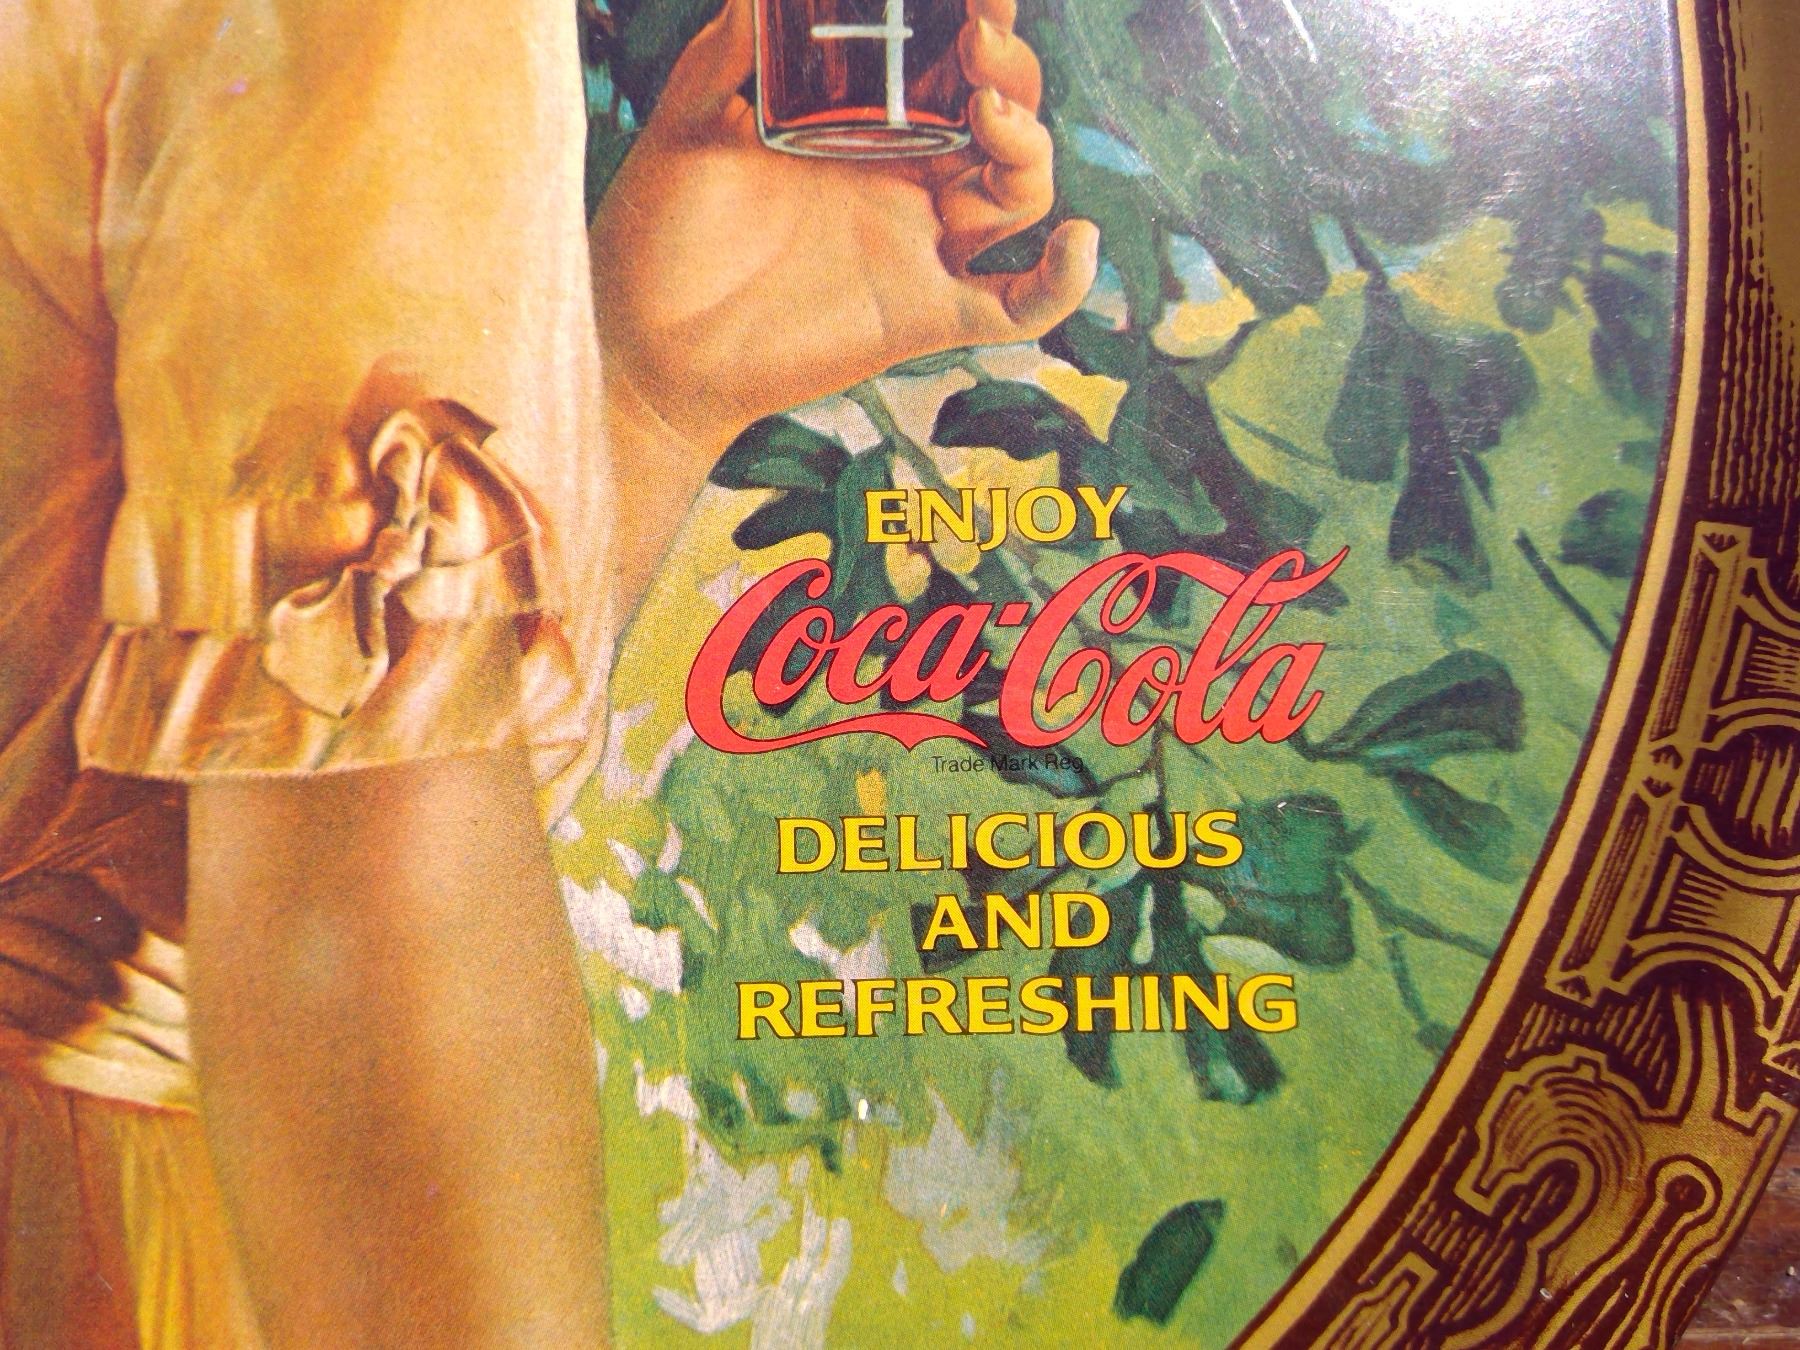 ENJOY
Coca-Cola
Trade Mark Reg.
DELICIOUS
AND
REFRESHING